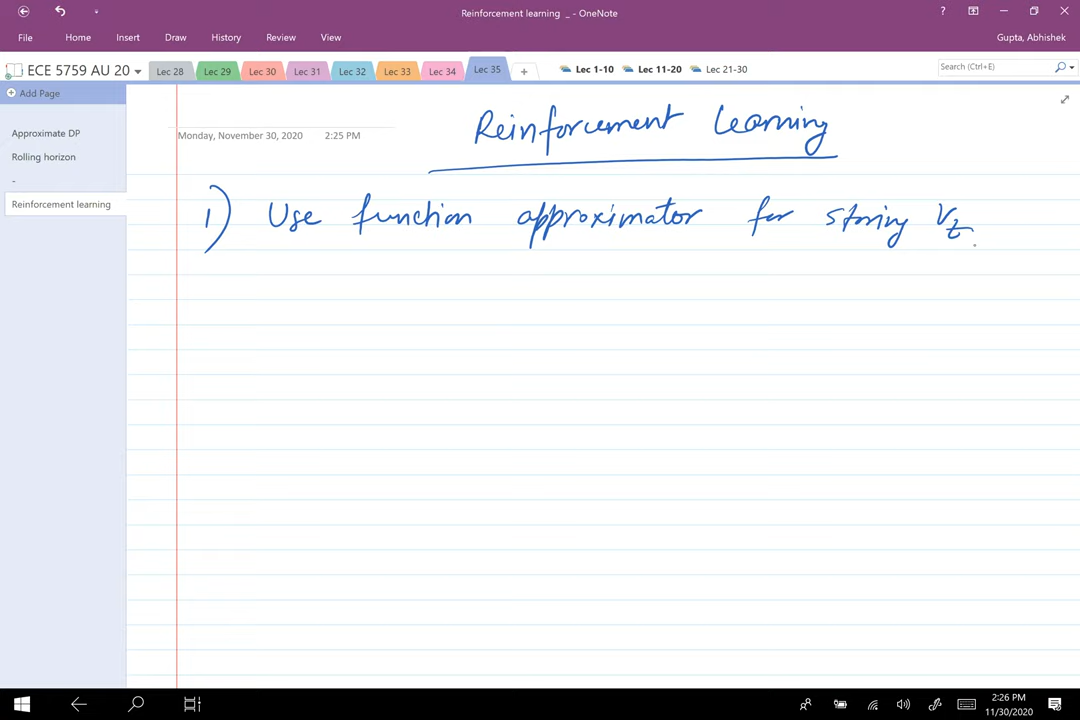 Reinforcement learning _ - OneNote
File Home Insert Draw History Review View Gupta, Abhishek
ECE 5759 AU 20 Lec 28 Lec 29 Lec 30 Lec 31 Lec 32 Lec 33 Lec 34 Lec 35 Lec 1-10 Lec 11-20 Lec 21-30 Search (Ctrl+E)
Add Page
Approximate DP
Rolling horizon
-
Reinforcement learning
Monday, November 30, 2020 2:25 PM
Reinforcement learning
1) Use function approximator for storing V_t.
2:26 PM
11/30/2020